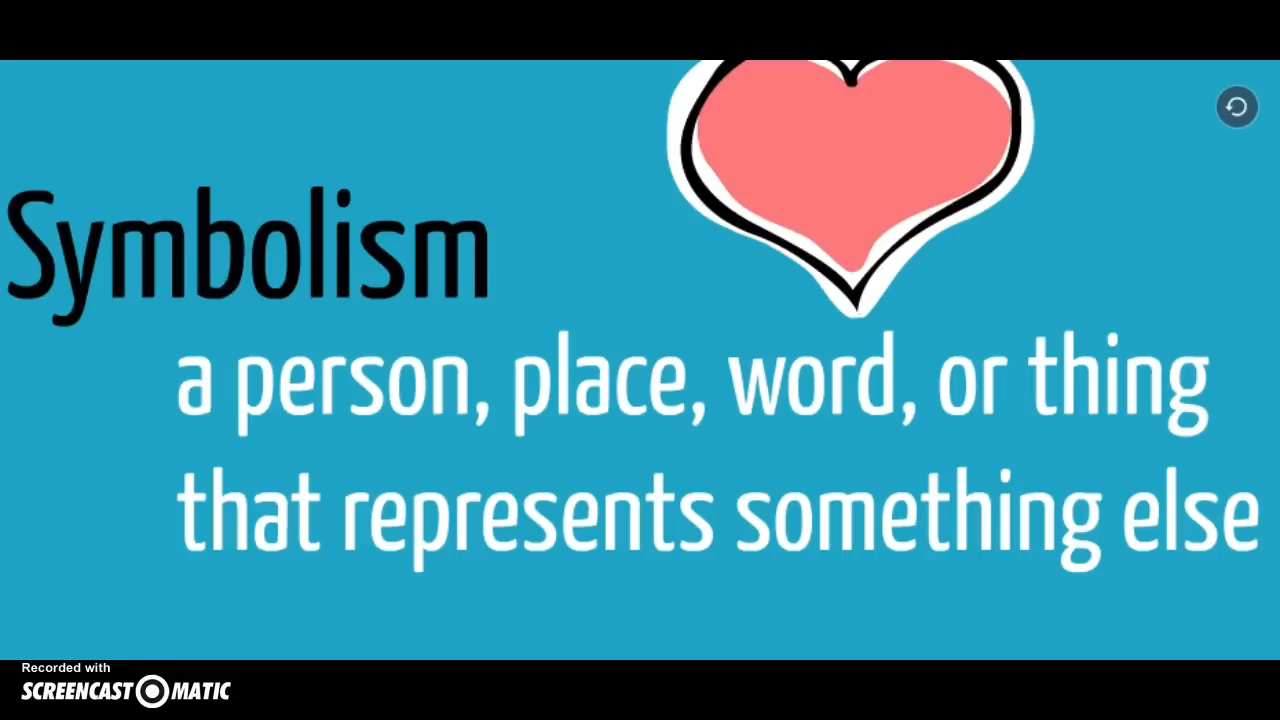 Symbolism
a person, place, word, or thing
that represents something else
Recorded with
SCREENCAST MATIC